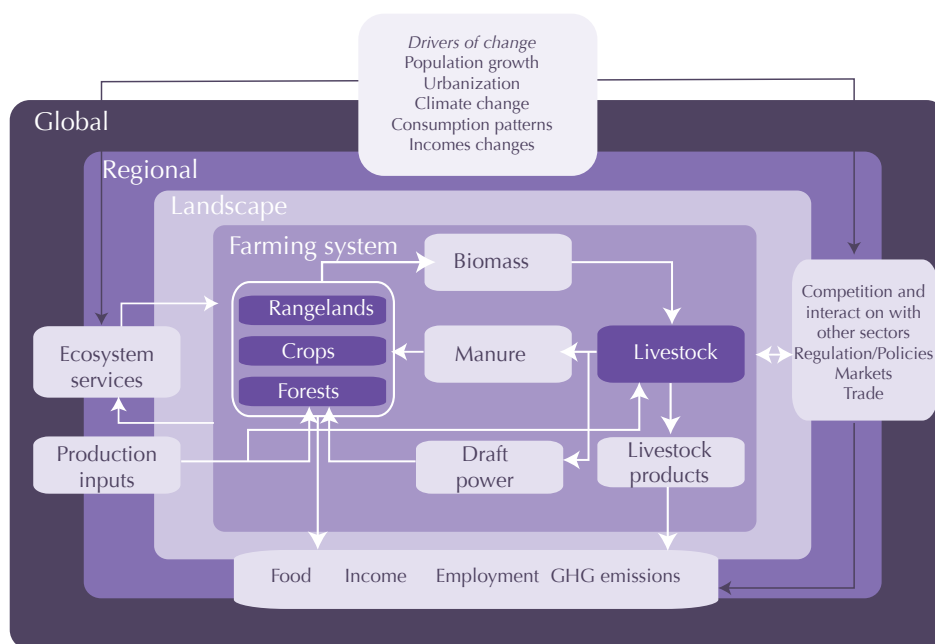 Drivers of change
Population growth
Urbanization
Climate change
Consumption patterns
Incomes changes
Global
Regional
Landscape
Farming system
Biomass
Rangelands
Crops
Forests
Manure
Livestock
Competition and
interact on with
other sectors
Regulation/Policies
Markets
Trade
Ecosystem
services
Production
inputs
Draft
power
Livestock
products
Food Income Employment GHG emissions